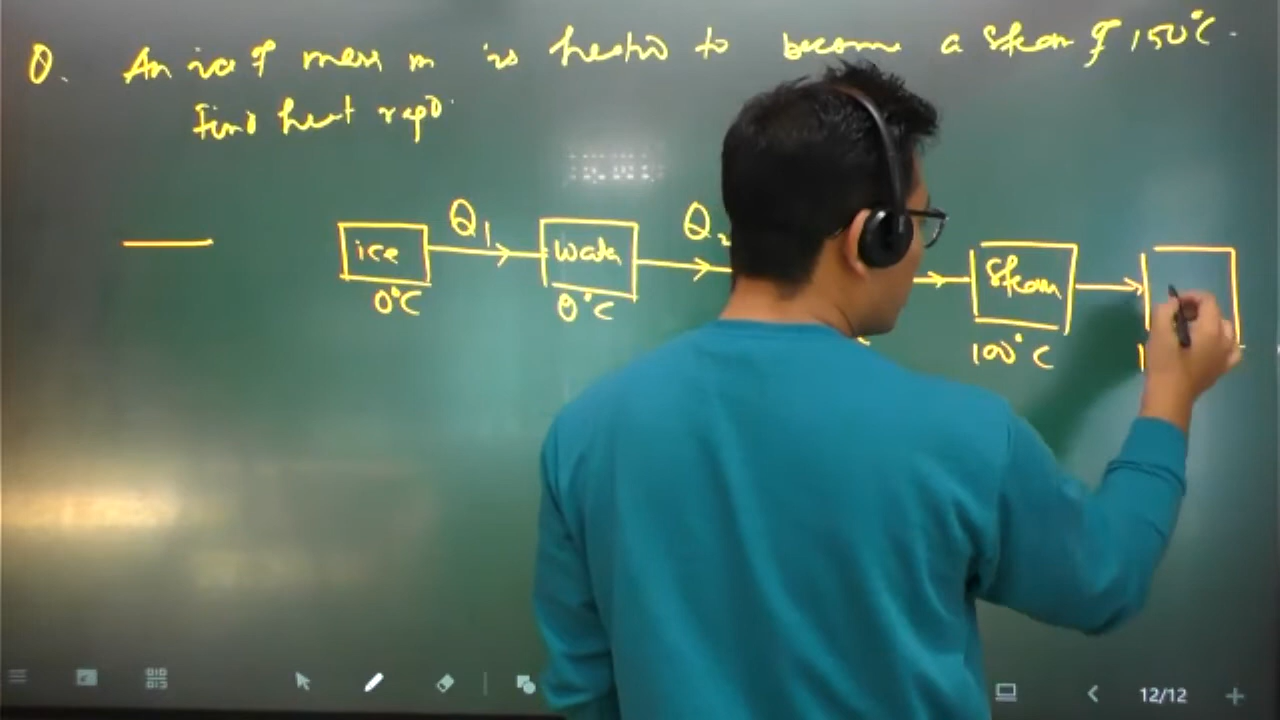 Q. An ice of mass m is heated to become a steam of 150°C.
Find heat reqd.
Q₁ Q₂
ice water steam
0°C 0°C 100°C
12/12